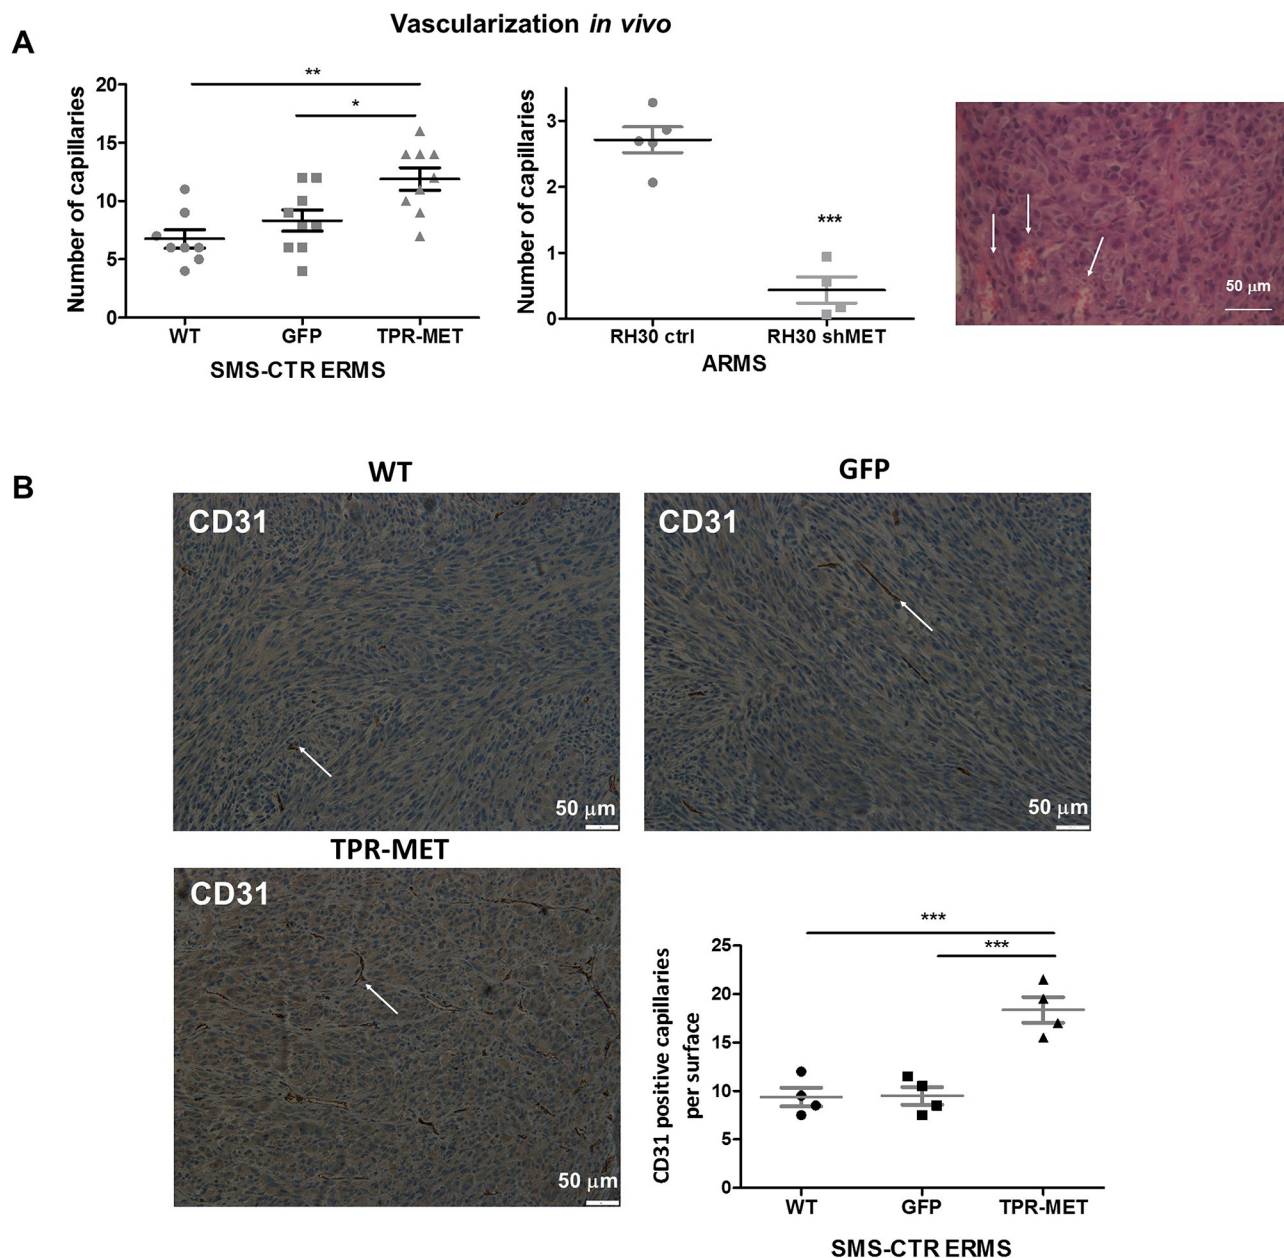 Vascularization in vivo
A
Number of capillaries
20
15
10
5
0
**
*
WT GFP TPR-MET
SMS-CTR ERMS
Number of capillaries
3
2
1
0
***
RH30 ctrl RH30 shMET
ARMS
50 μm
B
WT
CD31
50 μm
GFP
CD31
50 μm
TPR-MET
CD31
50 μm
CD31 positive capillaries
per surface
25
20
15
10
5
0
***
***
WT GFP TPR-MET
SMS-CTR ERMS